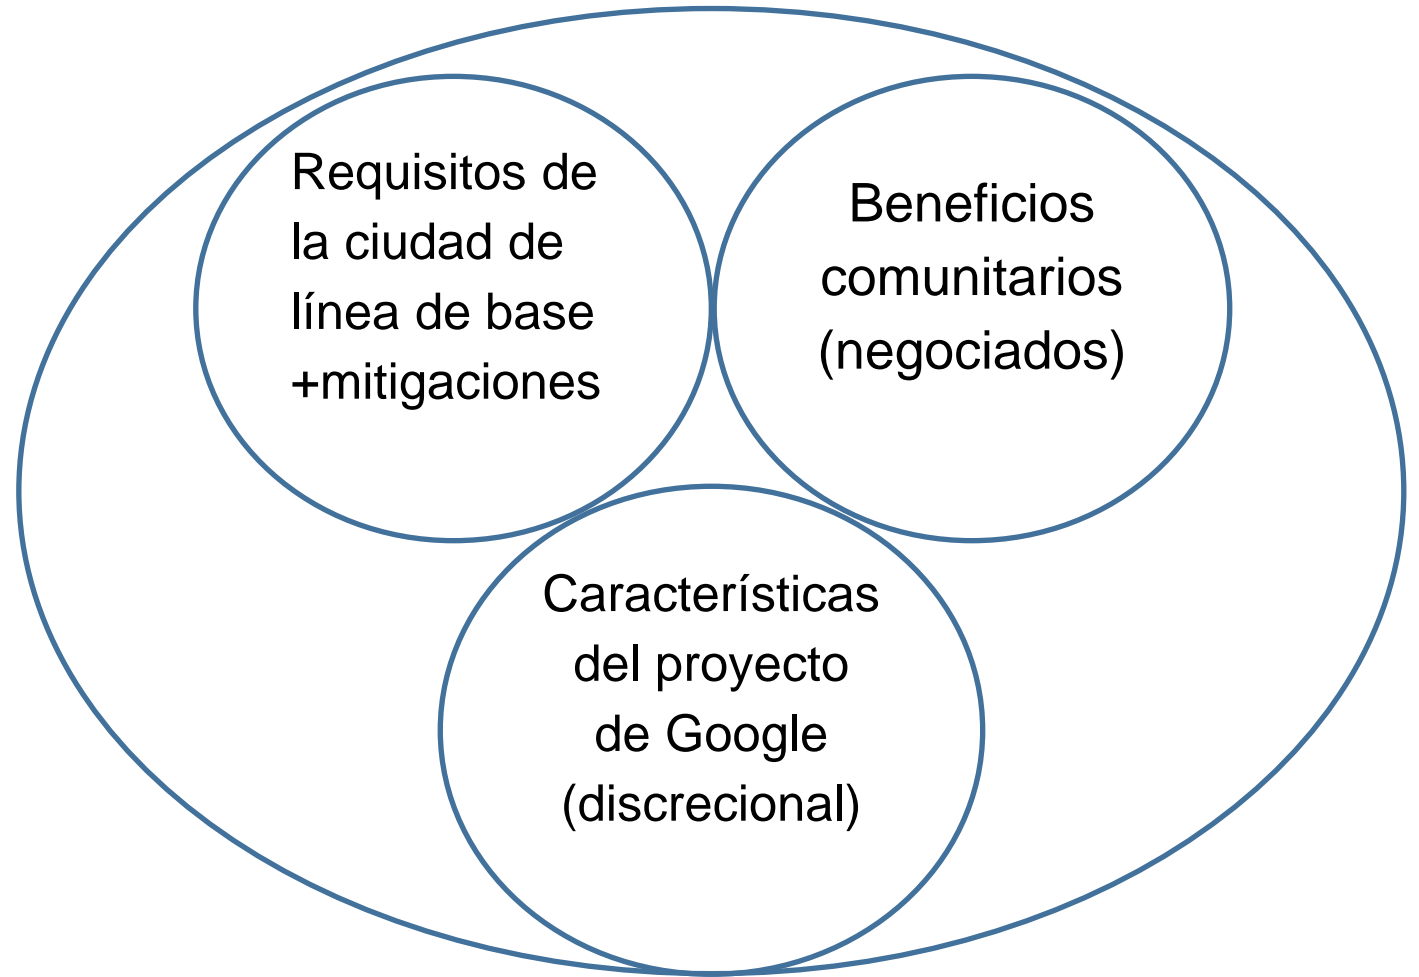 Requisitos de
la ciudad de
línea de base
+mitigaciones
Beneficios
comunitarios
(negociados)
Características
del proyecto
de Google
(discrecional)